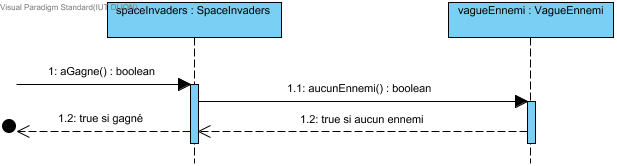 Visual Paradigm Standard(IUT DIJON)
spaceInvaders : SpaceInvaders
vagueEnnemi : VagueEnnemi
1: aGagne() : boolean
1.1: aucunEnnemi() : boolean
1.2: true si gagné
1.2: true si aucun ennemi